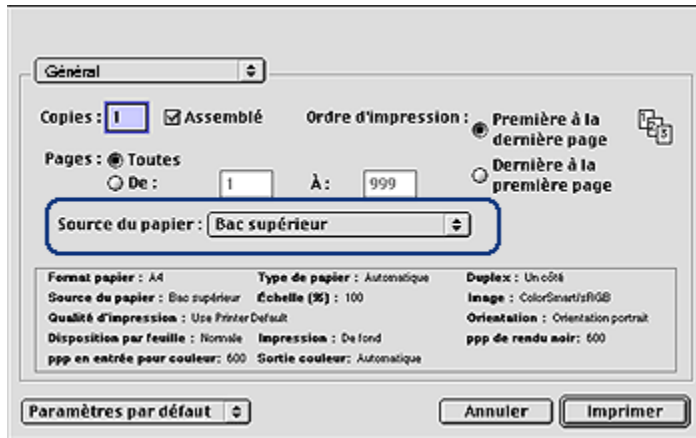 Général
Copies : 1 Assemblé Ordre d'impression : Première à la dernière page
Pages : Toutes
De : 1 À : 999
Dernière à la première page
Source du papier : Bac supérieur
Format papier : A4 Type de papier : Automatique Duplex : Un côté
Source du papier : Bac supérieur Échelle (%) : 100 Image : ColorSmart/sRGB
Qualité d'impression : Use Printer Default Orientation : Orientation portrait
Disposition par feuille : Normale Impression : De fond ppp de rendu noir: 600
ppp en entrée pour couleur: 600 Sortie couleur: Automatique
Paramètres par défaut Annuler Imprimer